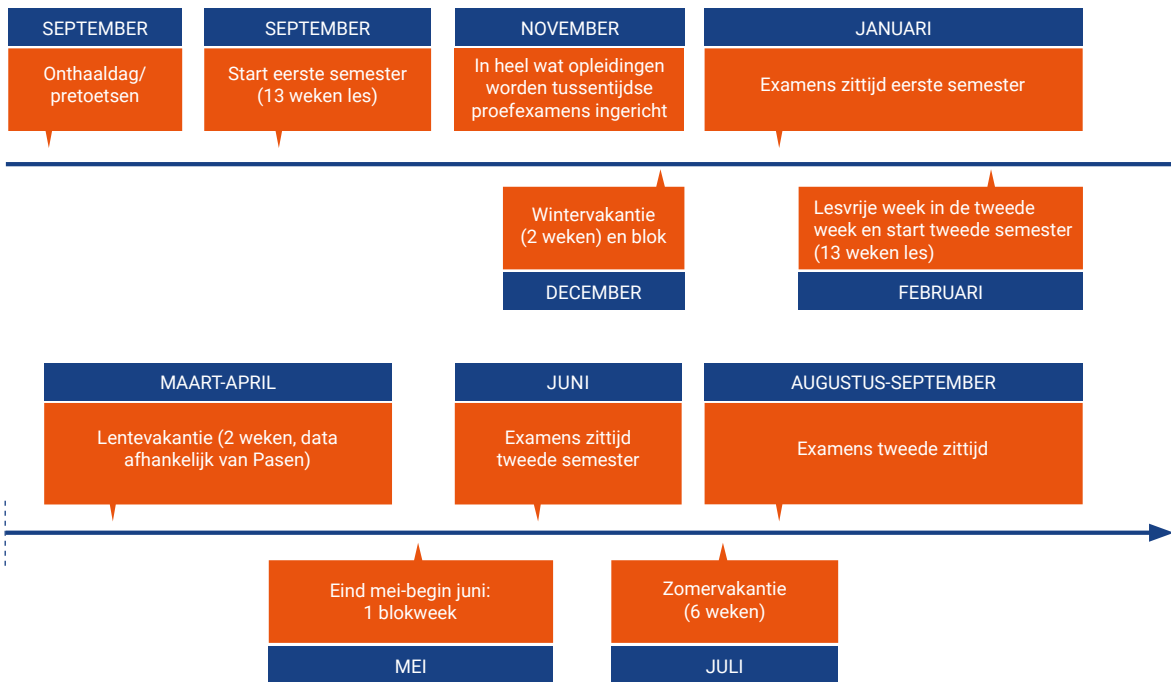 SEPTEMBER
Onthaaldag/
pretoetsen
SEPTEMBER
Start eerste semester
(13 weken les)
NOVEMBER
In heel wat opleidingen
worden tussentijdse
proefexamens ingericht
JANUARI
Examens zittijd eerste semester
Wintervakantie
(2 weken) en blok
DECEMBER
Lesvrije week in de tweede
week en start tweede semester
(13 weken les)
FEBRUARI
MAART-APRIL
Lentevakantie (2 weken, data
afhankelijk van Pasen)
JUNI
Examens zittijd
tweede semester
AUGUSTUS-SEPTEMBER
Examens tweede zittijd
Eind mei-begin juni:
1 blokweek
MEI
Zomervakantie
(6 weken)
JULI